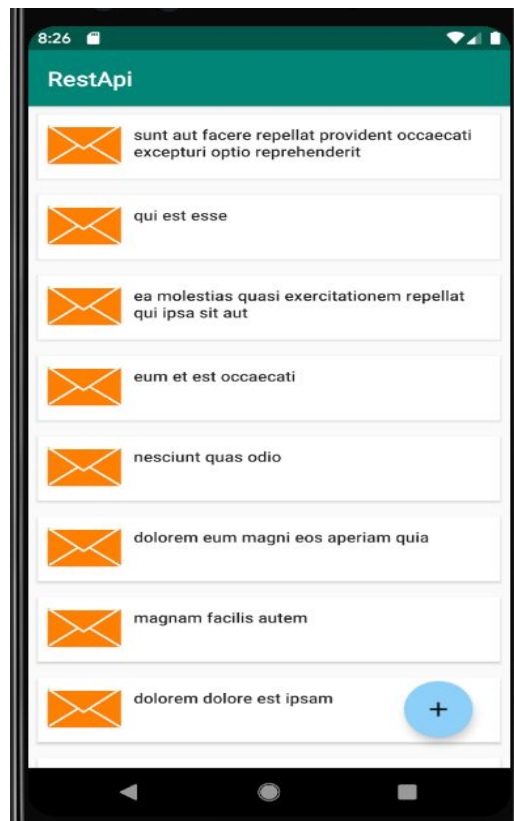 8:26
RestApi
sunt aut facere repellat provident occaecati
excepturi optio reprehenderit
qui est esse
ea molestias quasi exercitationem repellat
qui ipsa sit aut
eum et est occaecati
nesciunt quas odio
dolorem eum magni eos aperiam quia
magnam facilis autem
dolorem dolore est ipsam
+